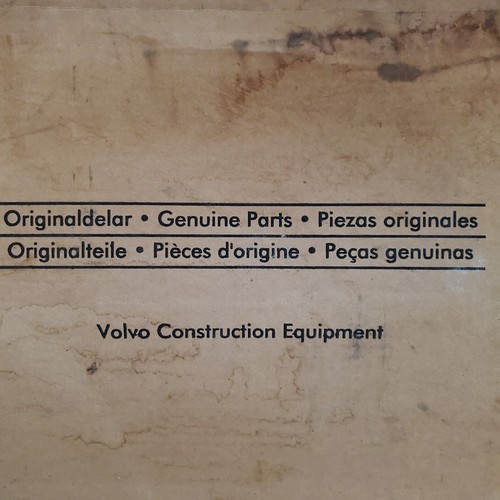 Originaldelar • Genuine Parts • Piezas originales
Originalteile • Pièces d'origine • Peças genuinas
Volvo Construction Equipment